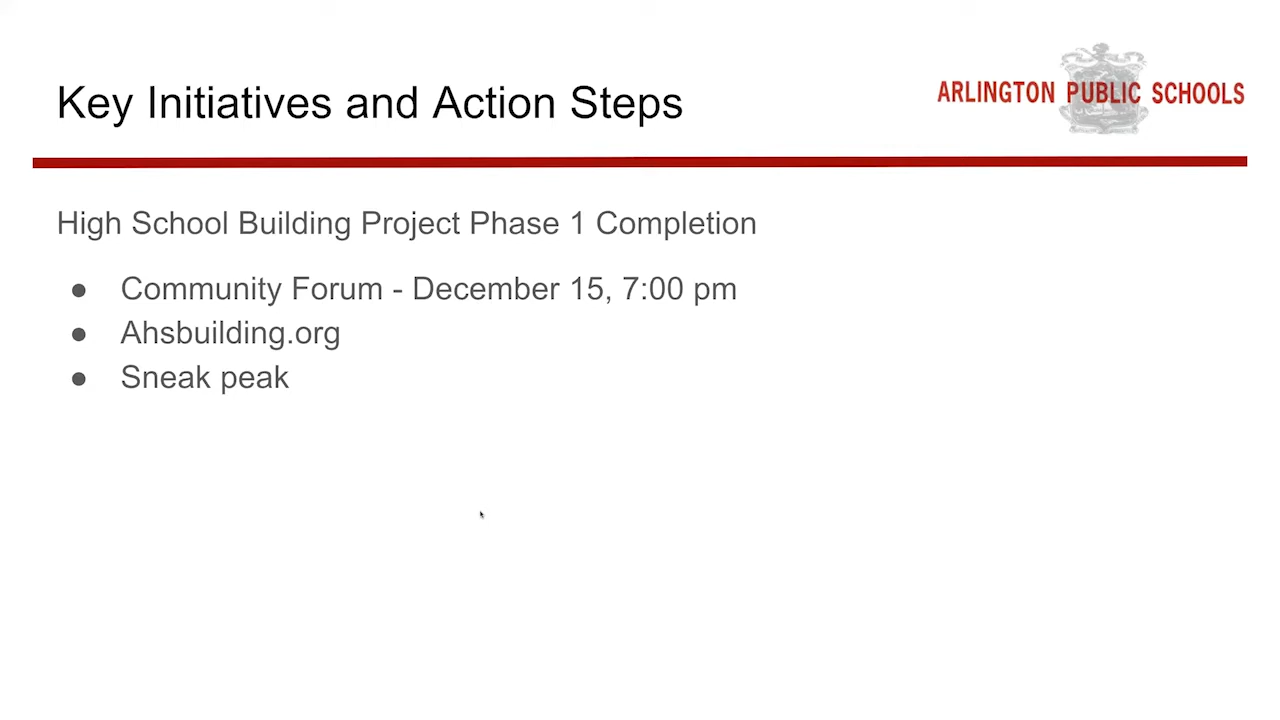 Key Initiatives and Action Steps
ARLINGTON PUBLIC SCHOOLS
High School Building Project Phase 1 Completion
● Community Forum - December 15, 7:00 pm
● Ahsbuilding.org
● Sneak peak